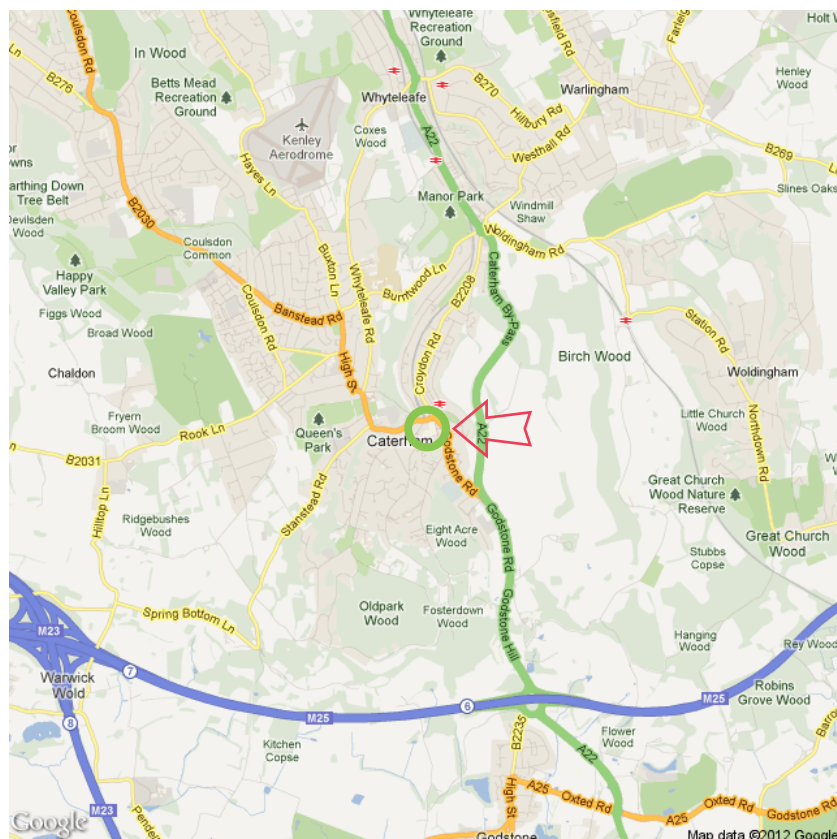 Coulsdon Rd
In Wood
Whyteleafe
Recreation
Ground
Farleigh
Holt
B276
Betts Mead
Recreation
Ground
Whyteleafe
B270
Hillbury Rd
Warlingham
Henley
Wood
Kenley
Aerodrome
Coxes
Wood
A22
Westhall Rd
B269
Hayes Ln
Slines Oaks
arthing Down
Tree Belt
Devilsden
Wood
B2030
Manor Park
Windmill
Shaw
Woldingham Rd
Coulsdon
Common
Happy
Valley Park
Buxton Ln
Whyteleafe Rd
Burntwood Ln
B2208
Caterham By-Pass
Figgs Wood
Broad Wood
Coulsdon Rd
Banstead Rd
Station Rd
Chaldon
High St
Croydon Rd
Birch Wood
Woldingham
Fryern
Broom Wood
Rook Ln
Queen's
Park
Caterham
A22
Little Church
Wood
Northdown Rd
B2031
Hilltop Ln
Stanstead Rd
Godstone Rd
Great Church
Wood Nature
Reserve
Ridgebushes
Wood
Eight Acre
Wood
Godstone Rd
Great Church
Wood
Stubbs
Copse
Spring Bottom Ln
Oldpark
Wood
Fosterdown
Wood
Godstone Hill
Hanging
Wood
Rey Wood
M23
Warwick
Wold
7
8
M25
6
M25
Robins
Grove Wood
Kitchen
Copse
B2235
Flower
Wood
A22
M23
High St
A25
Oxted Rd
A25
Oxted Rd
Godstone
Google
Map data ©2012 Google